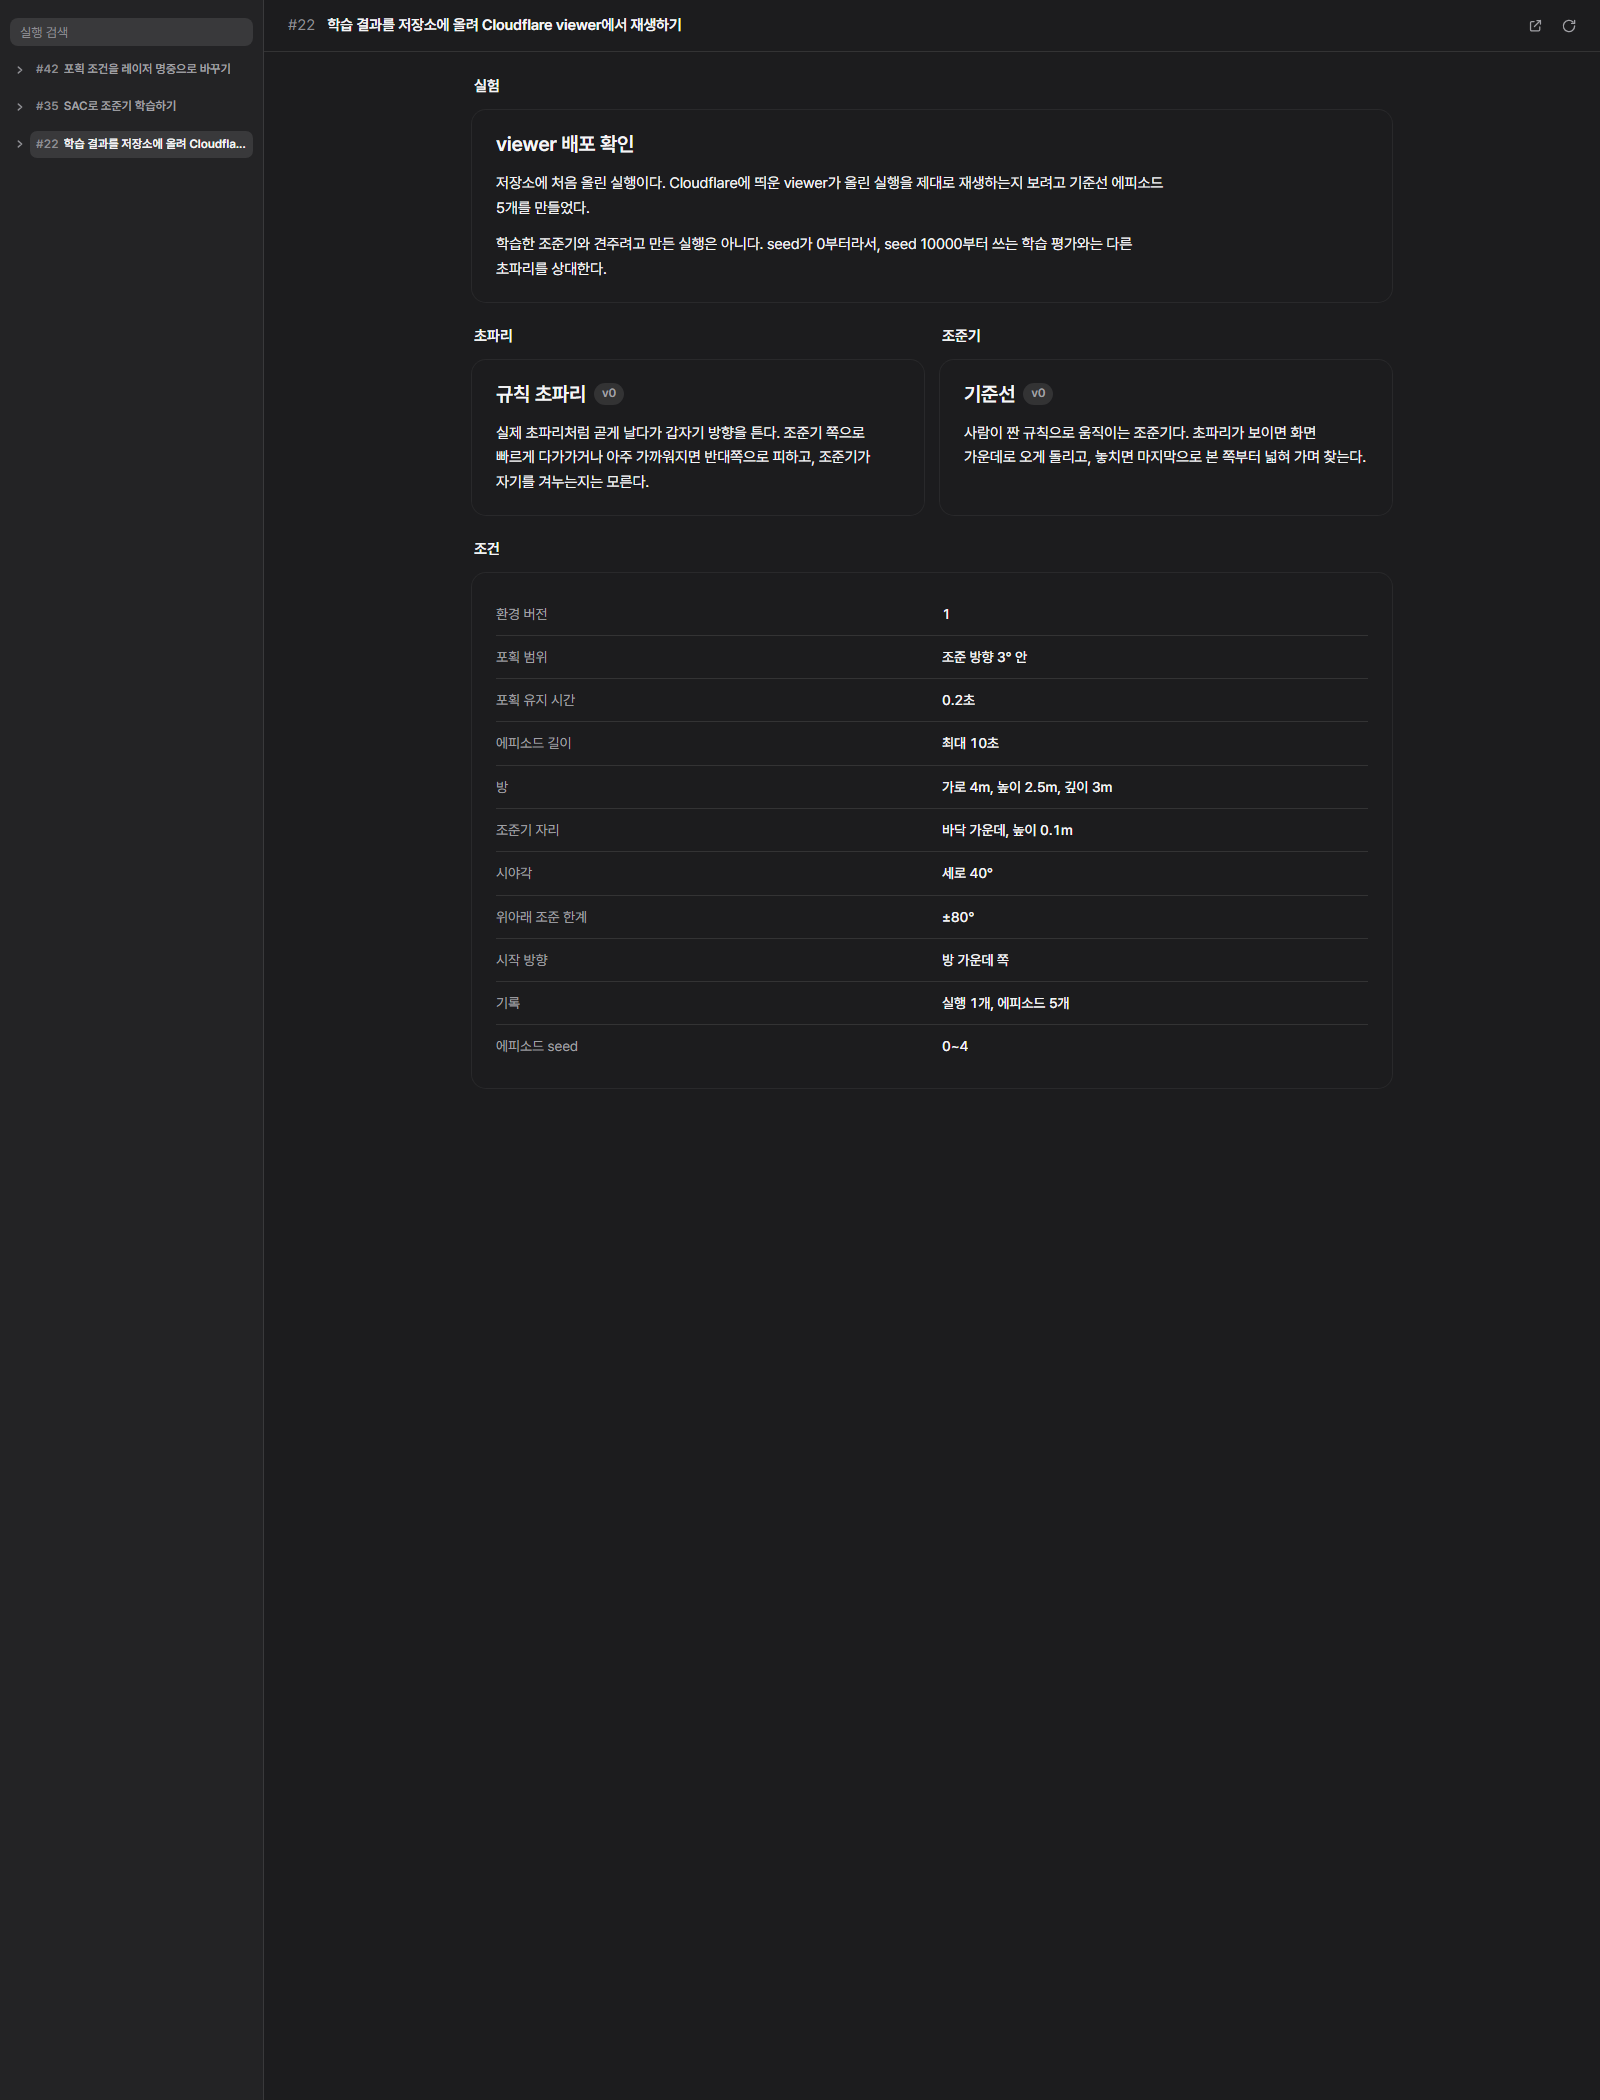 실행 검색
#42 포획 조건을 레이저 명중으로 바꾸기
#35 SAC로 조준기 학습하기
#22 학습 결과를 저장소에 올려 Cloudfla...
#22 학습 결과를 저장소에 올려 Cloudflare viewer에서 재생하기
실험
viewer 배포 확인
저장소에 처음 올린 실행이다. Cloudflare에 띄운 viewer가 올린 실행을 제대로 재생하는지 보려고 기준선 에피소드
5개를 만들었다.
학습한 조준기와 견주려고 만든 실행은 아니다. seed가 0부터라서, seed 10000부터 쓰는 학습 평가와는 다른
초파리를 상대한다.
초파리
규칙 초파리 v0
실제 초파리처럼 곧게 날다가 갑자기 방향을 튼다. 조준기 쪽으로
빠르게 다가가거나 아주 가까워지면 반대쪽으로 피하고, 조준기가
자기를 겨누는지는 모른다.
조준기
기준선 v0
사람이 짠 규칙으로 움직이는 조준기다. 초파리가 보이면 화면
가운데로 오게 돌리고, 놓치면 마지막으로 본 쪽부터 넓혀 가며 찾는다.
조건
환경 버전 1
포획 범위 조준 방향 3° 안
포획 유지 시간 0.2초
에피소드 길이 최대 10초
방 가로 4m, 높이 2.5m, 깊이 3m
조준기 자리 바닥 가운데, 높이 0.1m
시야각 세로 40°
위아래 조준 한계 ±80°
시작 방향 방 가운데 쪽
기록 실행 1개, 에피소드 5개
에피소드 seed 0~4